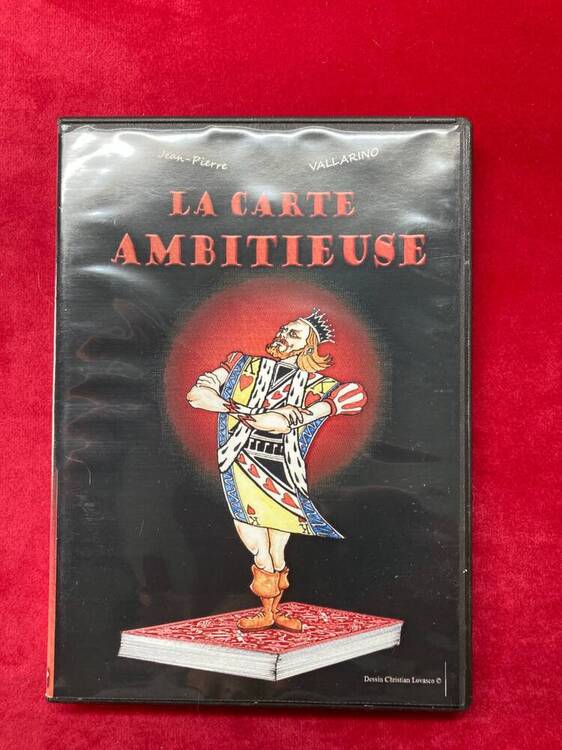 Jean-Pierre VALLARINO
LA CARTE
AMBITIEUSE
K
K
Dessin Christian Lovasco ©